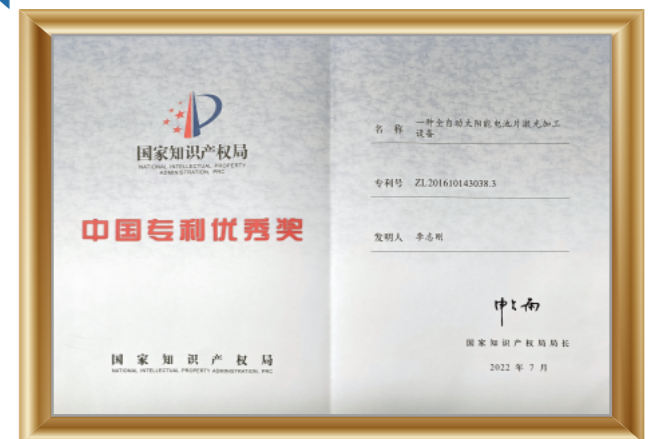 国家知识产权局
NATIONAL INTELLECTUAL PROPERTY
ADMINISTRATION, PRC
中国专利优秀奖
国家知识产权局
NATIONAL INTELLECTUAL PROPERTY ADMINISTRATION, PRC
名 称 一种全自动太阳能电池片激光加工
设备
专利号 ZL201610143038.3
发明人 李志刚
国家知识产权局局长
2022 年 7 月